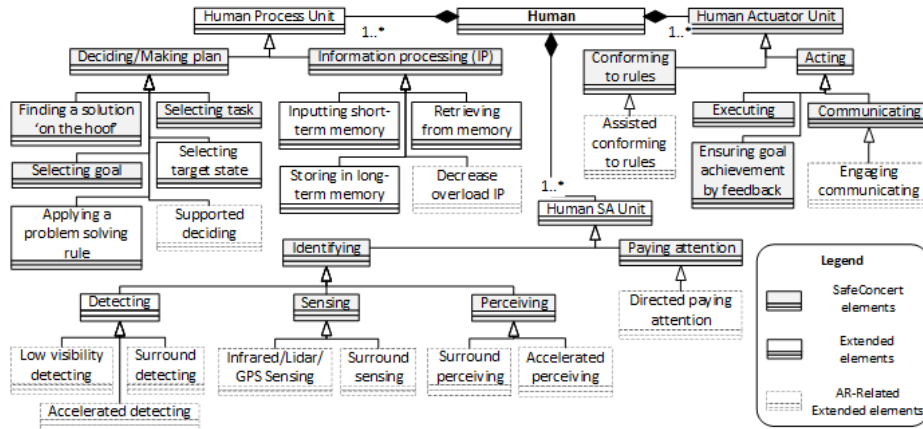 Human Process Unit
Human
Human Actuator Unit
1..*
1..*
Deciding/Making plan
Information processing (IP)
Conforming
to rules
Acting
Finding a solution
'on the hoof'
Selecting task
Inputting short-
term memory
Retrieving
from memory
Executing
Communicating
Assisted
conforming
to rules
Selecting goal
Selecting
target state
Storing in long-
term memory
Decrease
overload IP
Ensuring goal
achievement
by feedback
Engaging
communicating
1..*
Applying a
problem solving
rule
Supported
deciding
Human SA Unit
Identifying
Paying attention
Legend
Detecting
Sensing
Perceiving
Directed paying
attention
SafeConcert
elements
Low visibility
detecting
Surround
detecting
Infrared/Lidar/
GPS Sensing
Surround
sensing
Surround
perceiving
Accelerated
perceiving
Extended
elements
Accelerated detecting
AR-Related
Extended elements